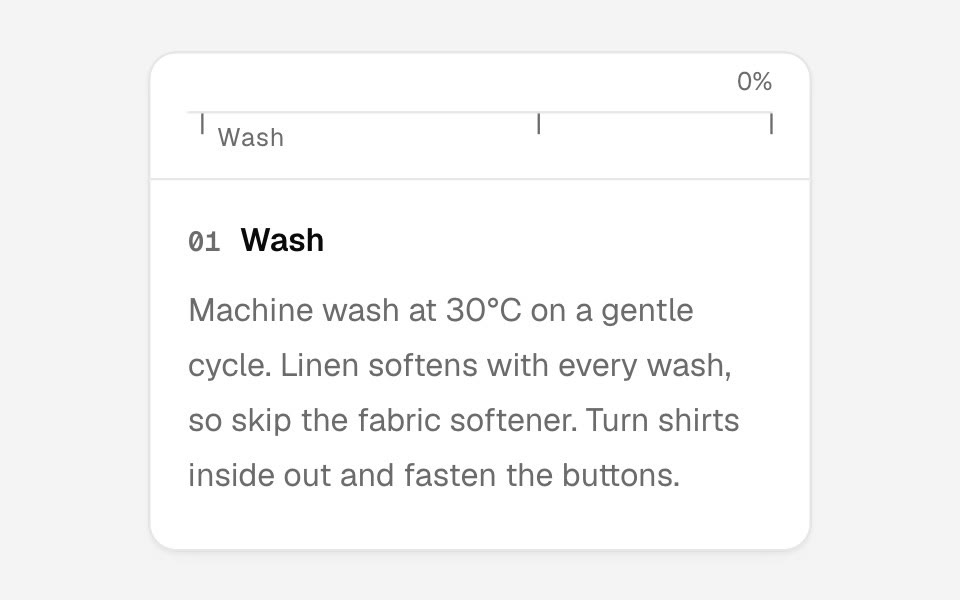 0%
Wash
01 Wash
Machine wash at 30°C on a gentle
cycle. Linen softens with every wash,
so skip the fabric softener. Turn shirts
inside out and fasten the buttons.